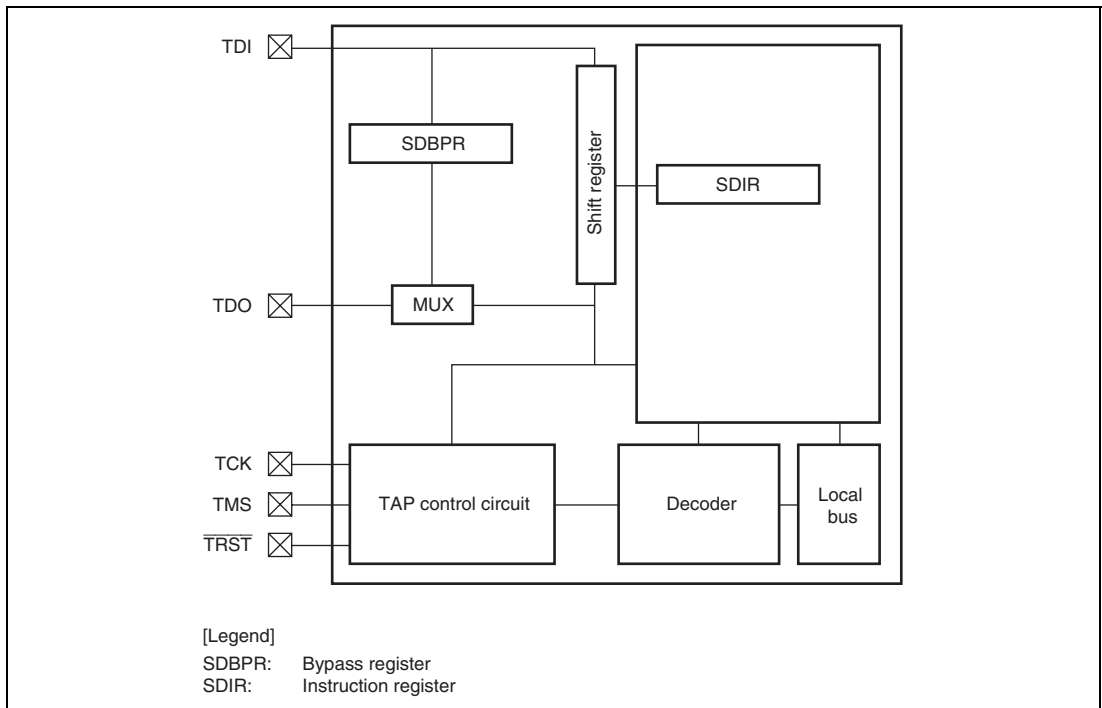 TDI
SDBPR
Shift register
SDIR
TDO
MUX
TCK
TMS
TRST
TAP control circuit
Decoder
Local
bus
[Legend]
SDBPR: Bypass register
SDIR: Instruction register